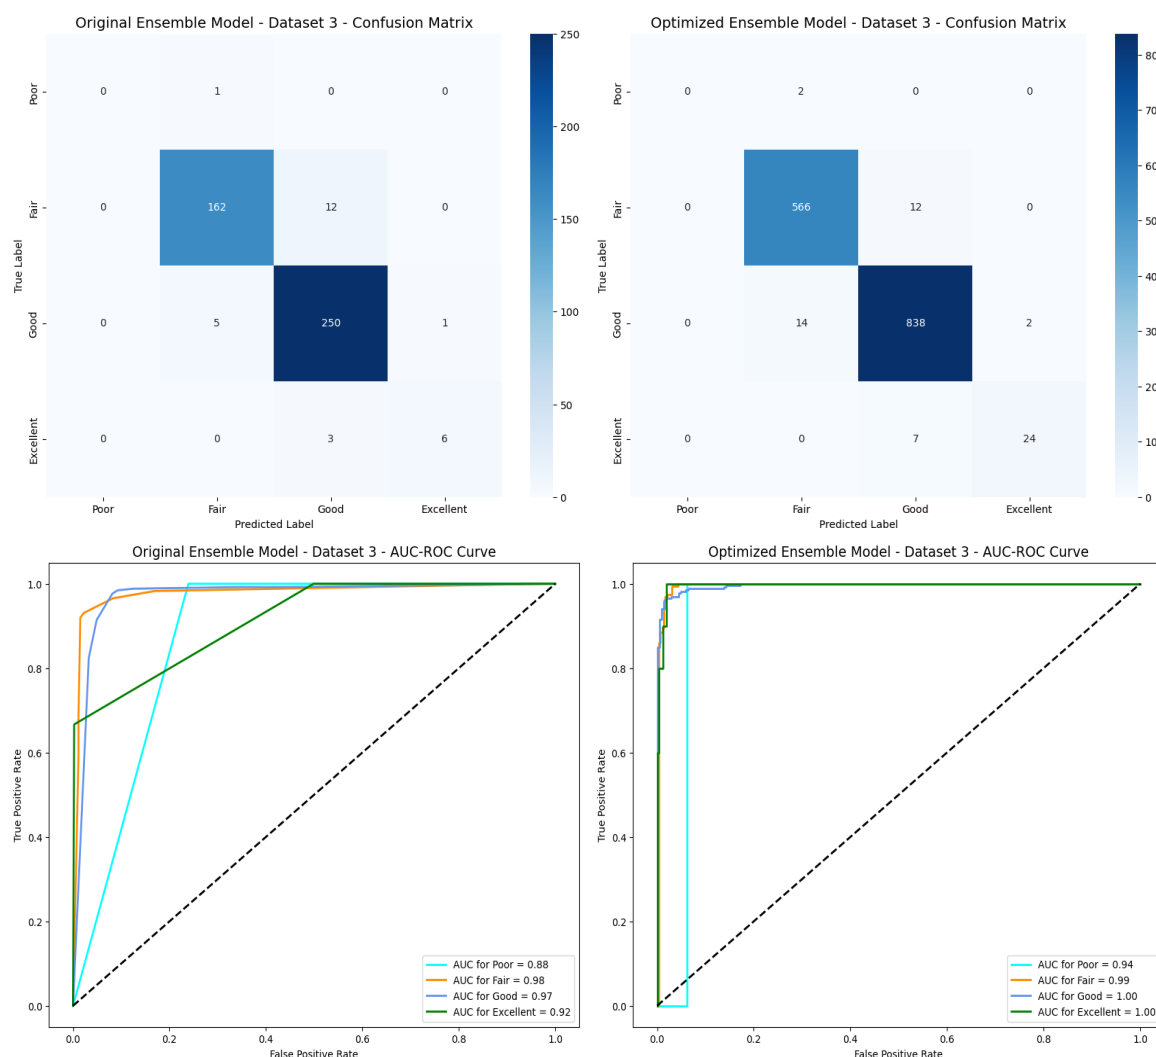 Original Ensemble Model - Dataset 3 - Confusion Matrix
True Label
Poor
Fair
Good
Excellent
0 1 0 0
0 162 12 0
0 5 250 1
0 0 3 6
Poor Fair Good Excellent
Predicted Label
250
200
150
100
50
0
Optimized Ensemble Model - Dataset 3 - Confusion Matrix
True Label
Poor
Fair
Good
Excellent
0 2 0 0
0 566 12 0
0 14 838 2
0 0 7 24
Poor Fair Good Excellent
Predicted Label
0
Original Ensemble Model - Dataset 3 - AUC-ROC Curve
True Positive Rate
1.0
0.8
0.6
0.4
0.2
0.0
AUC for Poor = 0.88
AUC for Fair = 0.98
AUC for Good = 0.97
AUC for Excellent = 0.92
0.0 0.2 0.4 0.6 0.8 1.0
False Positive Rate
Optimized Ensemble Model - Dataset 3 - AUC-ROC Curve
True Positive Rate
1.0
0.8
0.6
0.4
0.2
0.0
AUC for Poor = 0.94
AUC for Fair = 0.99
AUC for Good = 1.00
AUC for Excellent = 1.00
0.0 0.2 0.4 0.6 0.8 1.0
False Positive Rate